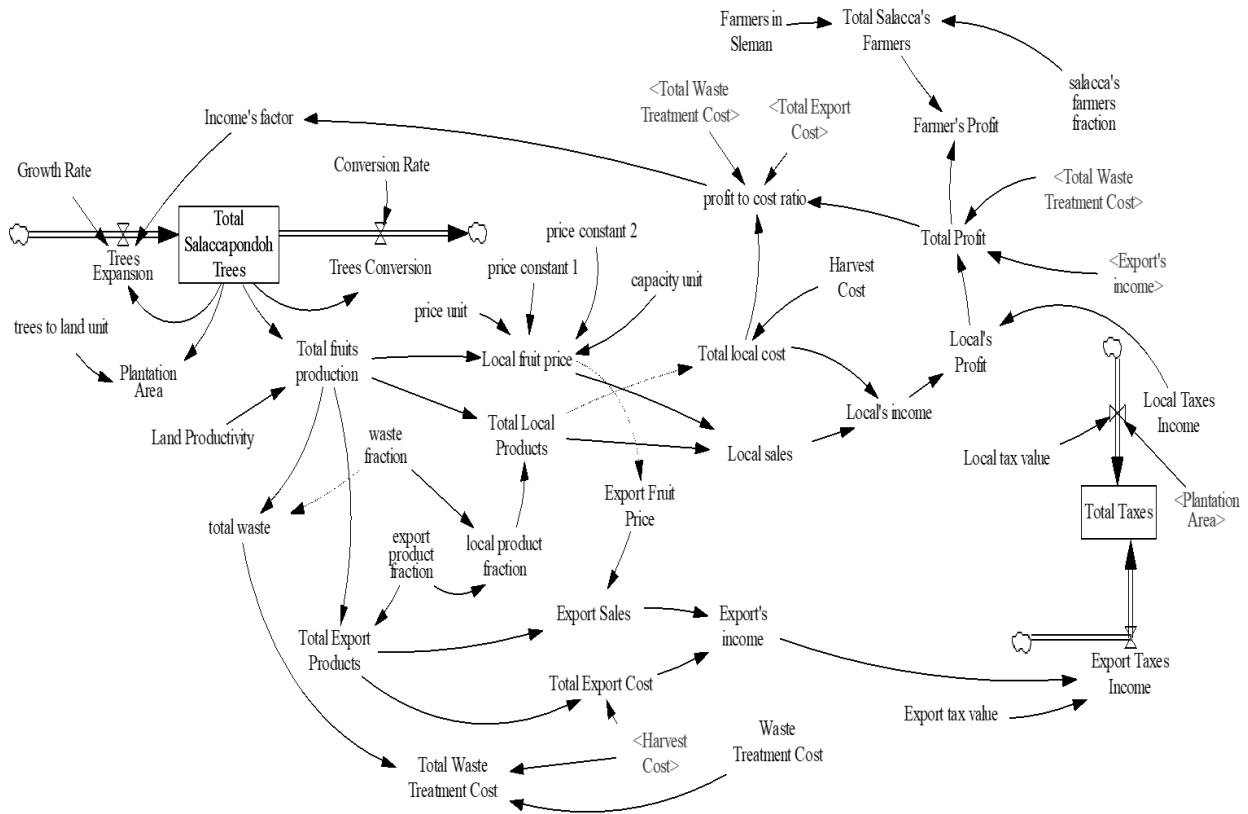 Farmers in
Sleman
Total Salacca's
Farmers
salacca's
farmers
fraction
<Total Waste
Treatment Cost>
<Total Export
Cost>
Income's factor
Farmer's Profit
Growth Rate
Conversion Rate
profit to cost ratio
<Total Waste
Treatment Cost>
Total
Salaccapondoh
Trees
Trees
Expansion
Trees Conversion
price constant 2
price constant 1
Total Profit
<Export's
income>
Harvest
Cost
capacity unit
price unit
trees to land unit
Plantation
Area
Total fruits
production
Local fruit price
Total local cost
Local's
Profit
Local Taxes
Income
Local's income
Land Productivity
waste
fraction
Total Local
Products
Local sales
Local tax value
<Plantation
Area>
Export Fruit
Price
Total Taxes
total waste
export
product
fraction
local product
fraction
Total Export
Products
Export Sales
Export's
income
Export Taxes
Income
Total Export Cost
Export tax value
<Harvest
Cost>
Waste
Treatment Cost
Total Waste
Treatment Cost